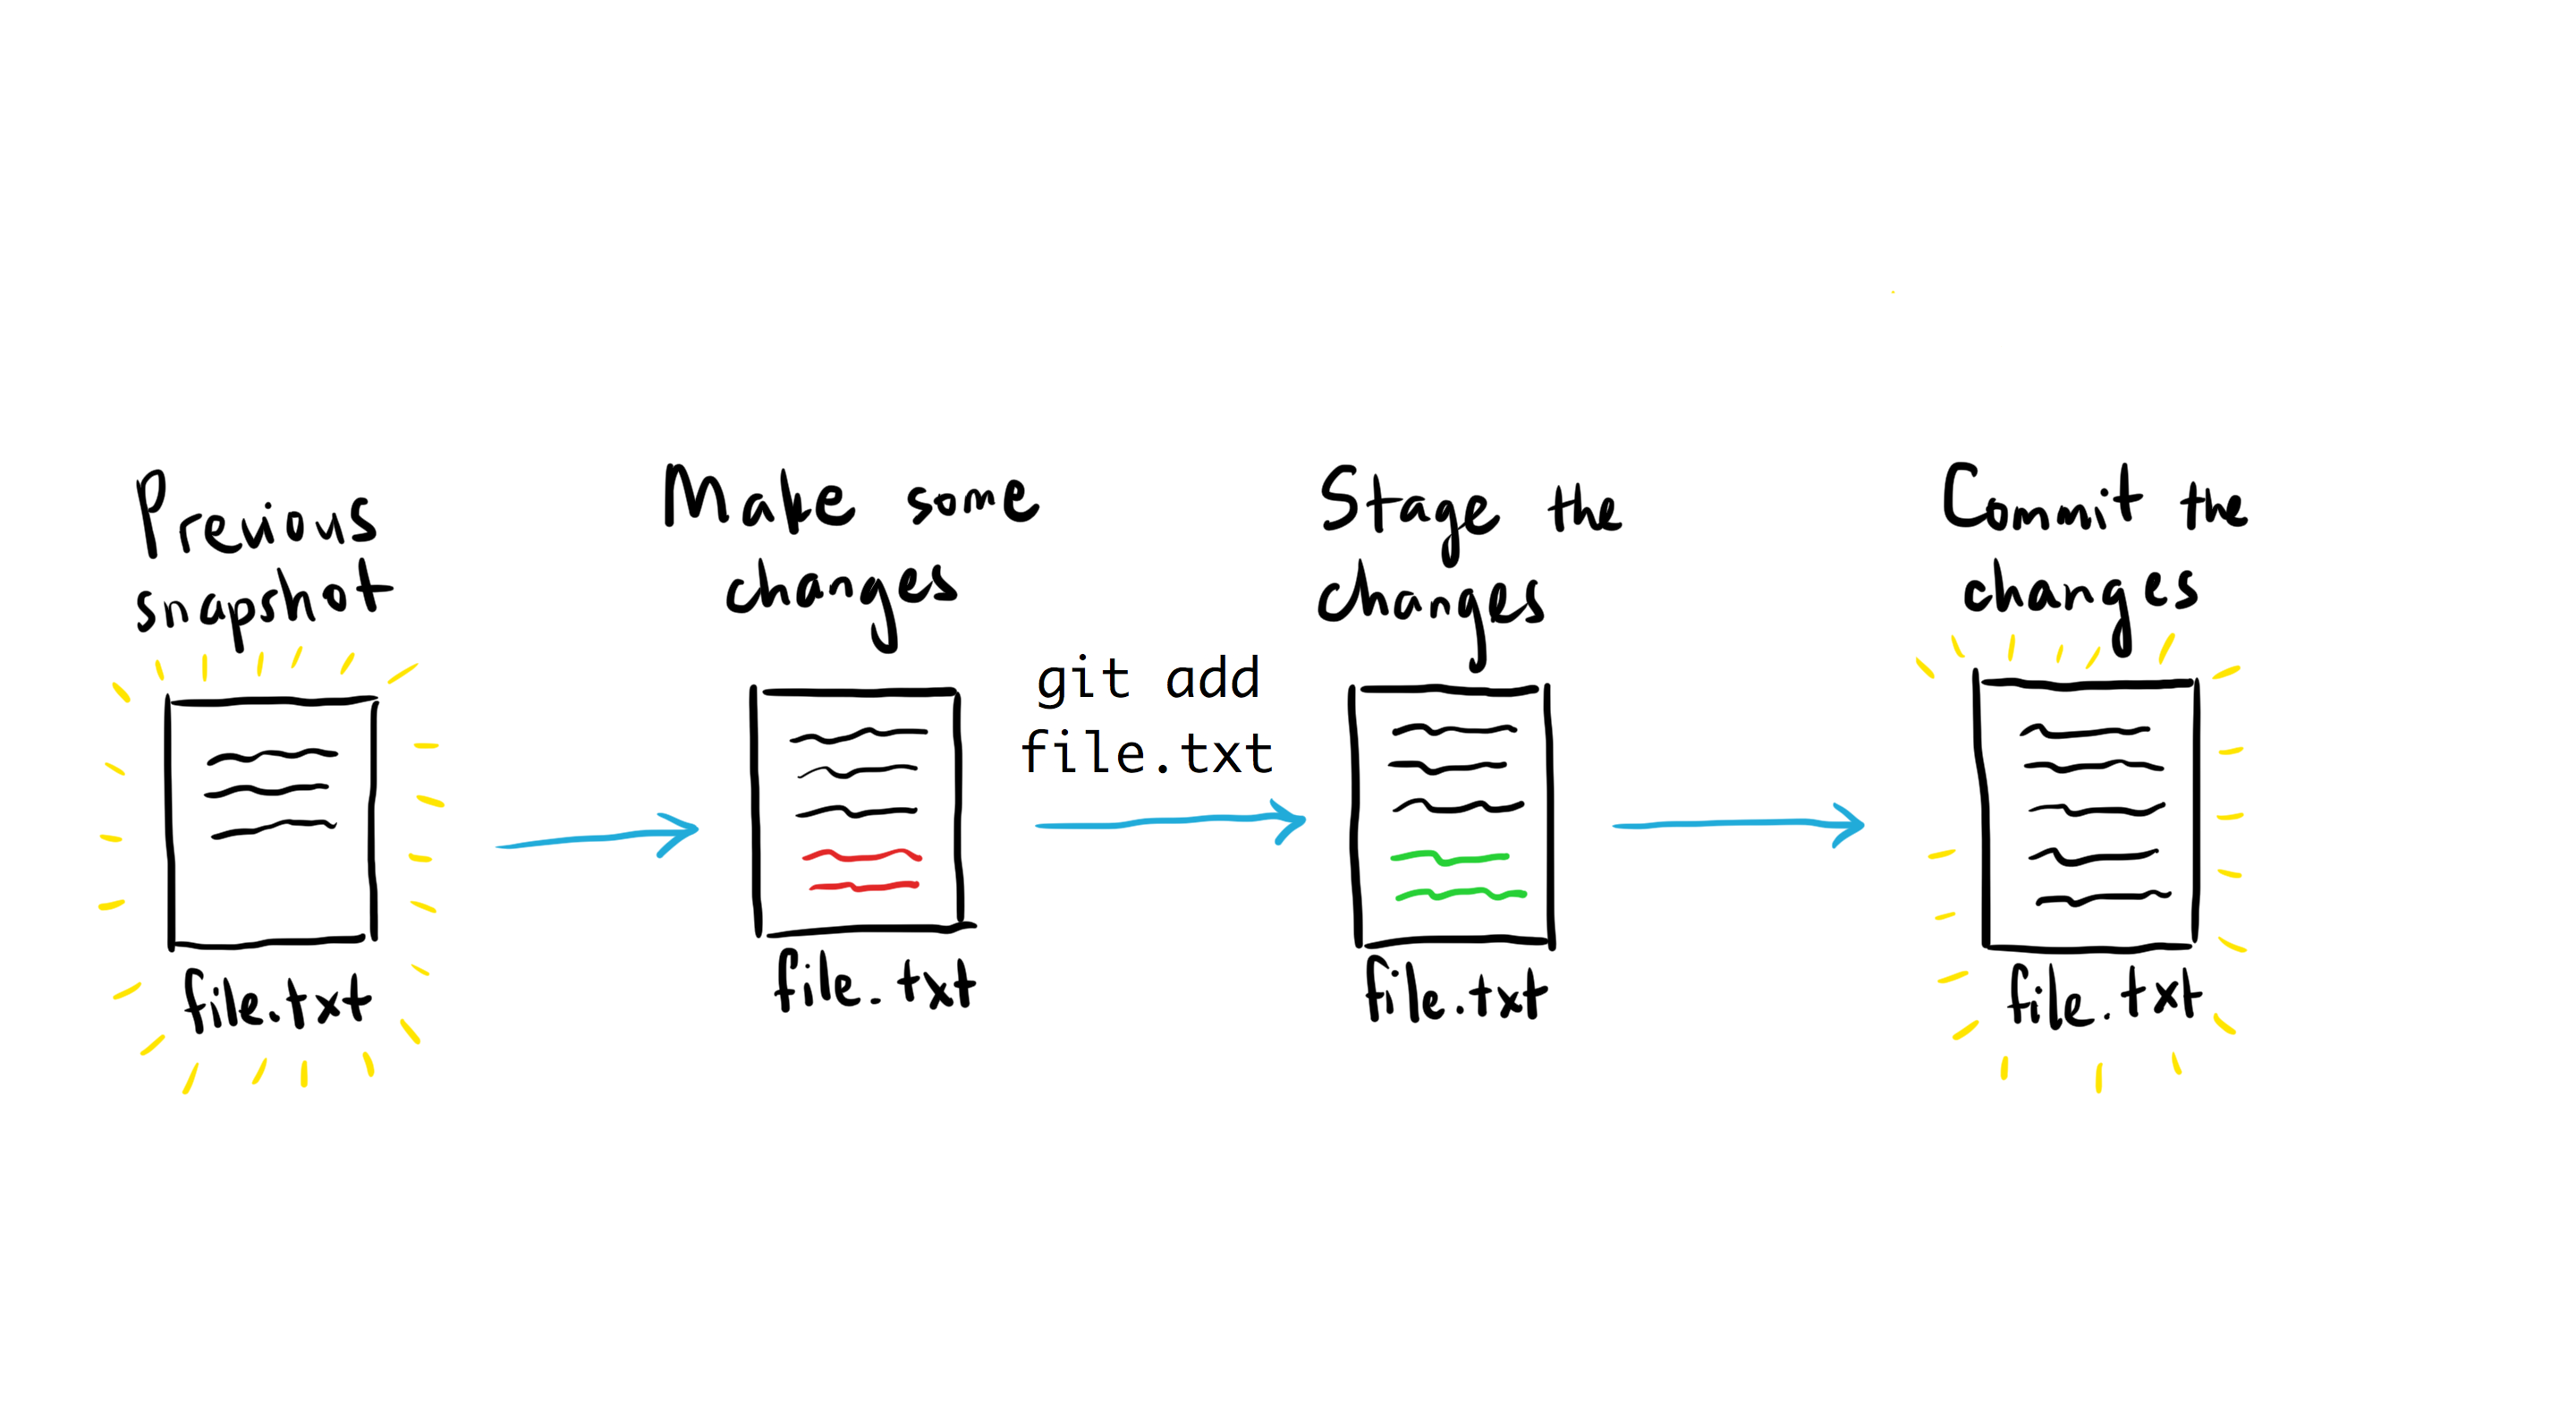 Previous
snapshot
file.txt
Make some
changes
file.txt
git add
file.txt
Stage the
changes
file.txt
Commit the
changes
file.txt